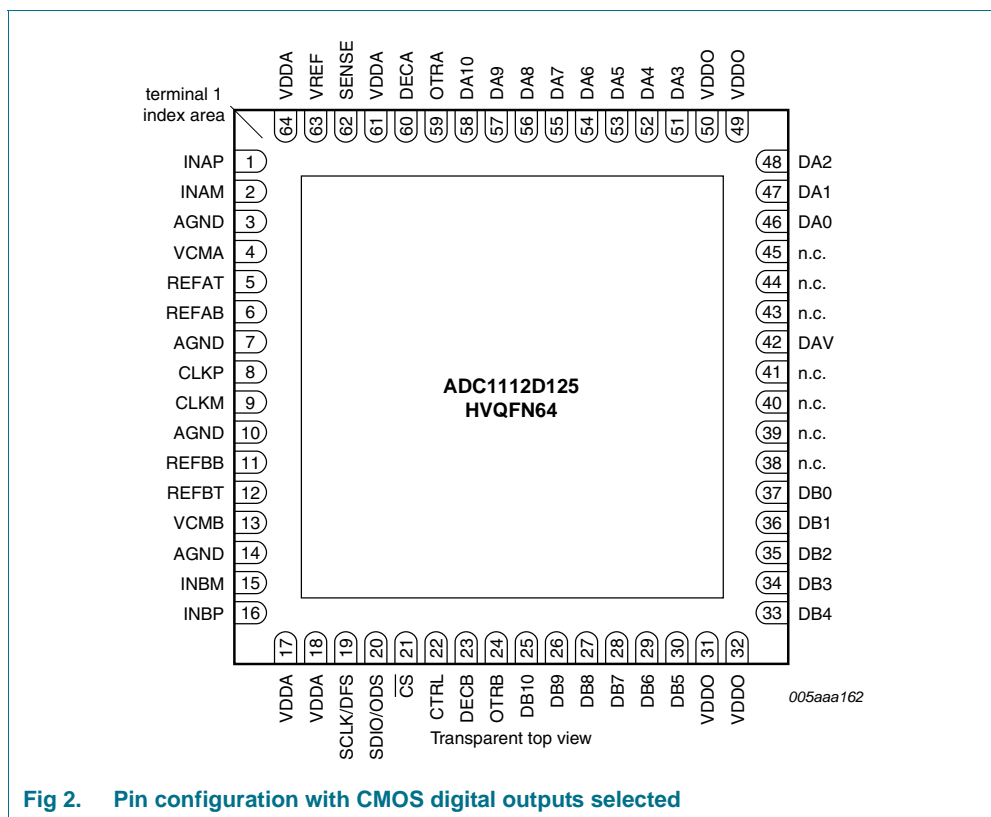 VDDA
VREF
SENSE
VDDA
DECA
OTRA
DA10
DA9
DA8
DA7
DA6
DA5
DA4
DA3
VDDO
VDDO
terminal 1
index area
64
63
62
61
60
59
58
57
56
55
54
53
52
51
50
49
INAP 1
INAM 2
AGND 3
VCMA 4
REFAT 5
REFAB 6
AGND 7
CLKP 8
CLKM 9
AGND 10
REFBB 11
REFBT 12
VCMB 13
AGND 14
INBM 15
INBP 16
ADC1112D125
HVQFN64
48 DA2
47 DA1
46 DA0
45 n.c.
44 n.c.
43 n.c.
42 DAV
41 n.c.
40 n.c.
39 n.c.
38 n.c.
37 DB0
36 DB1
35 DB2
34 DB3
33 DB4
17
18
19
20
21
22
23
24
25
26
27
28
29
30
31
32
VDDA
VDDA
SCLK/DFS
SDIO/ODS
CS
CTRL
DECB
OTRB
DB10
DB9
DB8
DB7
DB6
DB5
VDDO
VDDO
005aaa162
Transparent top view
Fig 2. Pin configuration with CMOS digital outputs selected